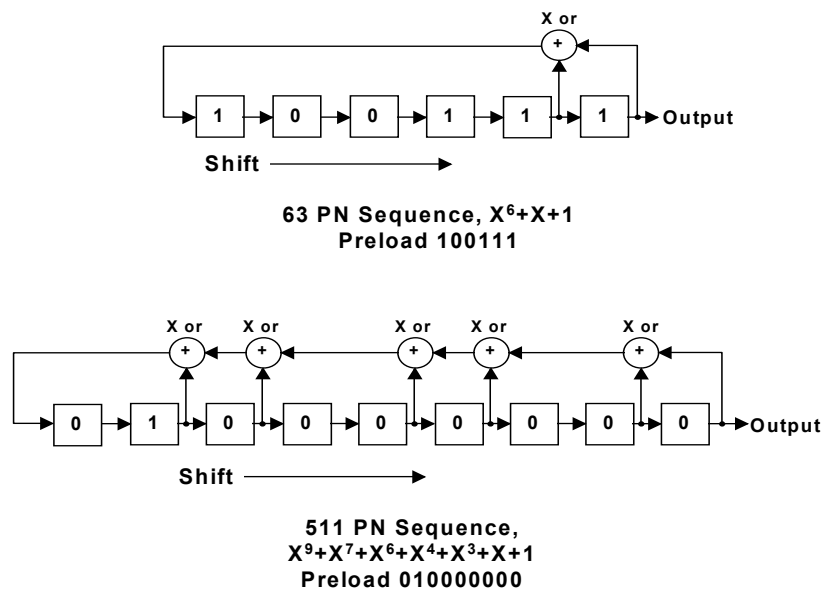 X or
+
1 0 0 1 1 1 Output
Shift
63 PN Sequence, X⁶+X+1
Preload 100111
X or X or X or X or X or
+ + + + +
0 1 0 0 0 0 0 0 0 Output
Shift
511 PN Sequence,
X⁹+X⁷+X⁶+X⁴+X³+X+1
Preload 010000000